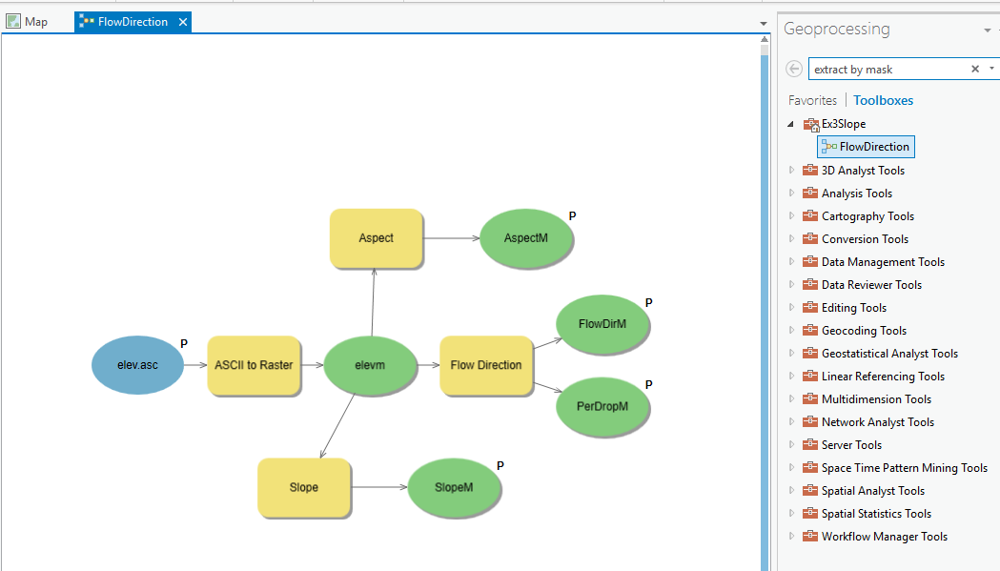 Map
FlowDirection
Geoprocessing
extract by mask
Favorites
Toolboxes
Ex3Slope
FlowDirection
3D Analyst Tools
Analysis Tools
Cartography Tools
Conversion Tools
Data Management Tools
Data Reviewer Tools
Editing Tools
Geocoding Tools
Geostatistical Analyst Tools
Linear Referencing Tools
Multidimension Tools
Network Analyst Tools
Server Tools
Space Time Pattern Mining Tools
Spatial Analyst Tools
Spatial Statistics Tools
Workflow Manager Tools
Aspect
AspectM
P
elev.asc
P
ASCII to Raster
elevm
Flow Direction
FlowDirM
P
PerDropM
P
Slope
SlopeM
P